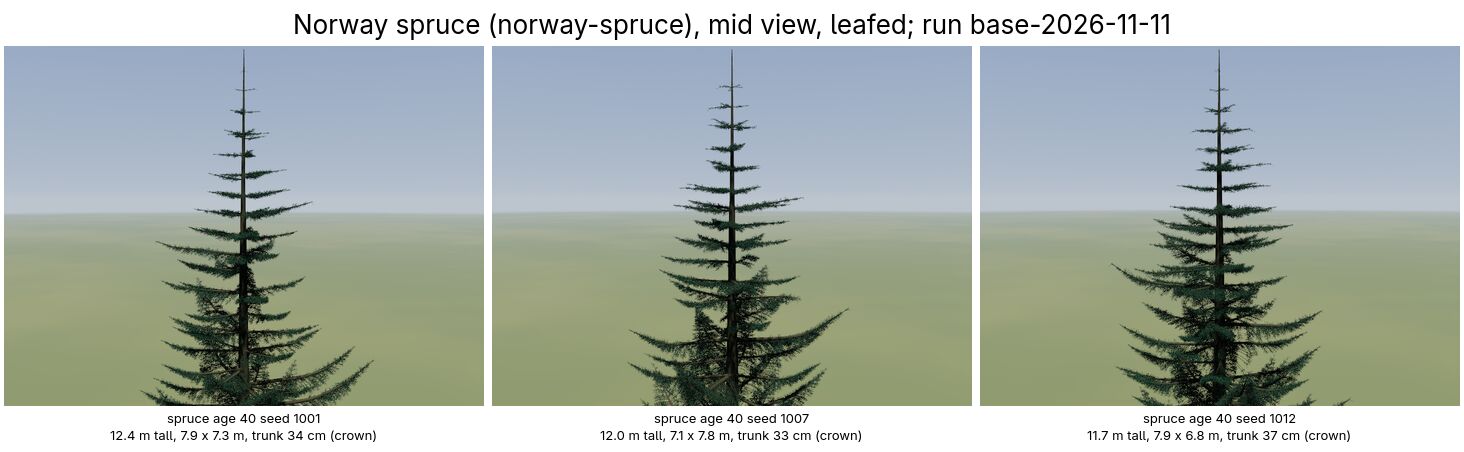 Norway spruce (norway-spruce), mid view, leafed; run base-2026-11-11
spruce age 40 seed 1001
12.4 m tall, 7.9 x 7.3 m, trunk 34 cm (crown)
spruce age 40 seed 1007
12.0 m tall, 7.1 x 7.8 m, trunk 33 cm (crown)
spruce age 40 seed 1012
11.7 m tall, 7.9 x 6.8 m, trunk 37 cm (crown)